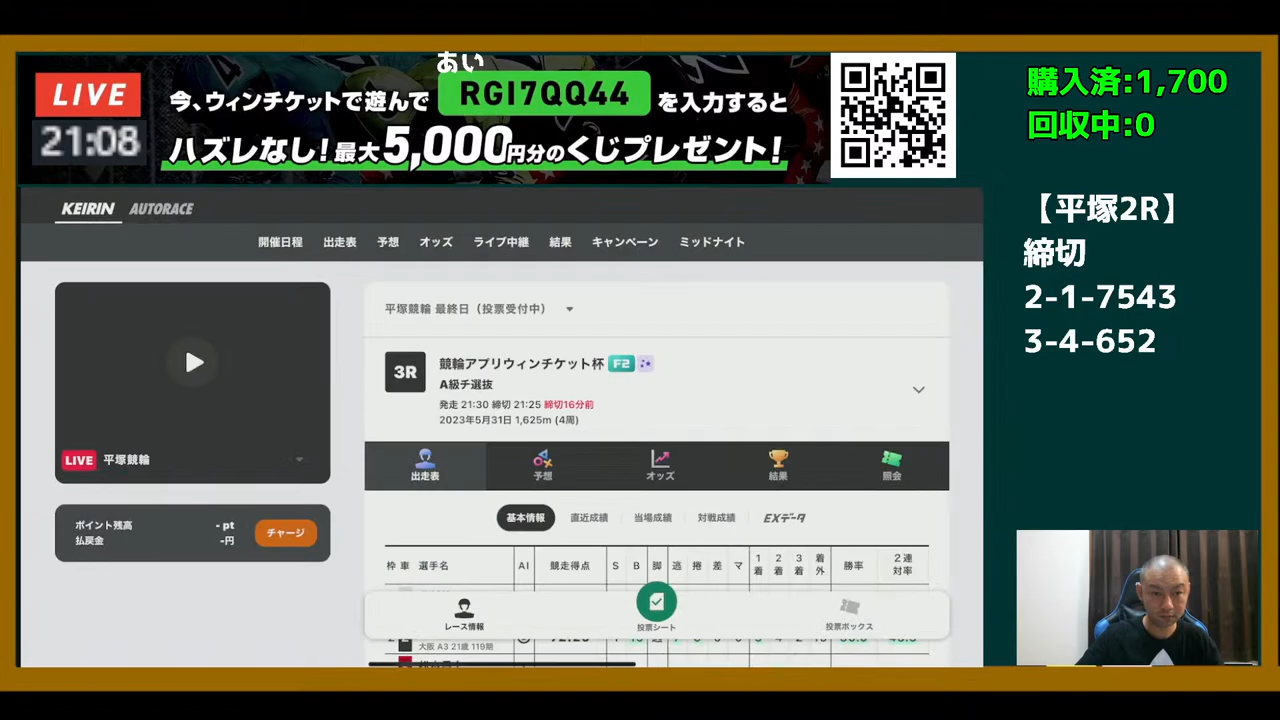 あい
LIVE
21:08
今、ウィンチケットで遊んで RGI7QQ44 を入力すると
ハズレなし!最大5,000円分のくじプレゼント!
購入済:1,700
回収中:0
【平塚2R】
締切
2-1-7543
3-4-652
KEIRIN AUTORACE
開催日程 出走表 予想 オッズ ライブ中継 結果 キャンペーン ミッドナイト
平塚競輪 最終日(投票受付中)
3R
競輪アプリウィンチケット杯 F2
A級チ選抜
発走 21:30 締切 21:25 締切16分前
2023年5月31日 1,625m (4周)
LIVE 平塚競輪
出走表 予想 オッズ 結果 照会
ポイント残高 - pt
払戻金 -円
チャージ
基本情報 直近成績 当場成績 対戦成績 EXデータ
枠 車 選手名 AI 競走得点 S B 脚 逃 捲 差 マ 1着 2着 3着 着外 勝率 2連対率
レース情報 投票シート 投票ボックス
大阪 A3 21歳 119期